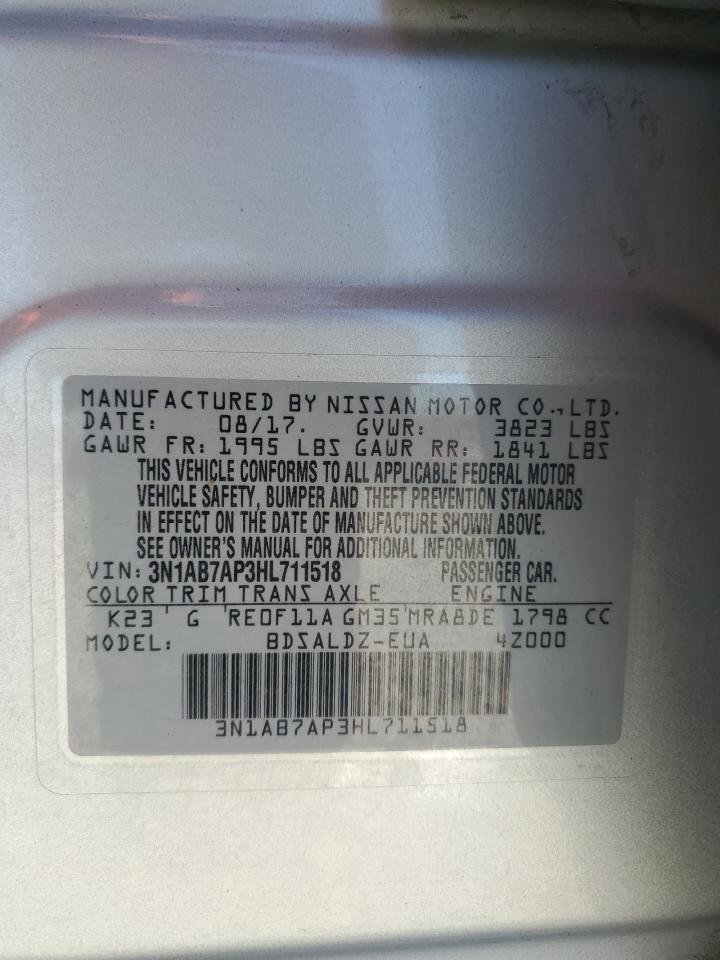 MANUFACTURED BY NISSAN MOTOR CO., LTD.
DATE: 08/17. GVWR: 3823 LBS
GAWR FR: 1995 LBS GAWR RR: 1841 LBS
THIS VEHICLE CONFORMS TO ALL APPLICABLE FEDERAL MOTOR
VEHICLE SAFETY, BUMPER AND THEFT PREVENTION STANDARDS
IN EFFECT ON THE DATE OF MANUFACTURE SHOWN ABOVE.
SEE OWNER'S MANUAL FOR ADDITIONAL INFORMATION.
VIN: 3N1AB7AP3HL711518 PASSENGER CAR.
COLOR TRIM TRANS AXLE ENGINE
K23 G RE0F11A GM35 MRA8DE 1798 CC
MODEL: BDSALDZ-EUA 4Z000
3N1AB7AP3HL711518